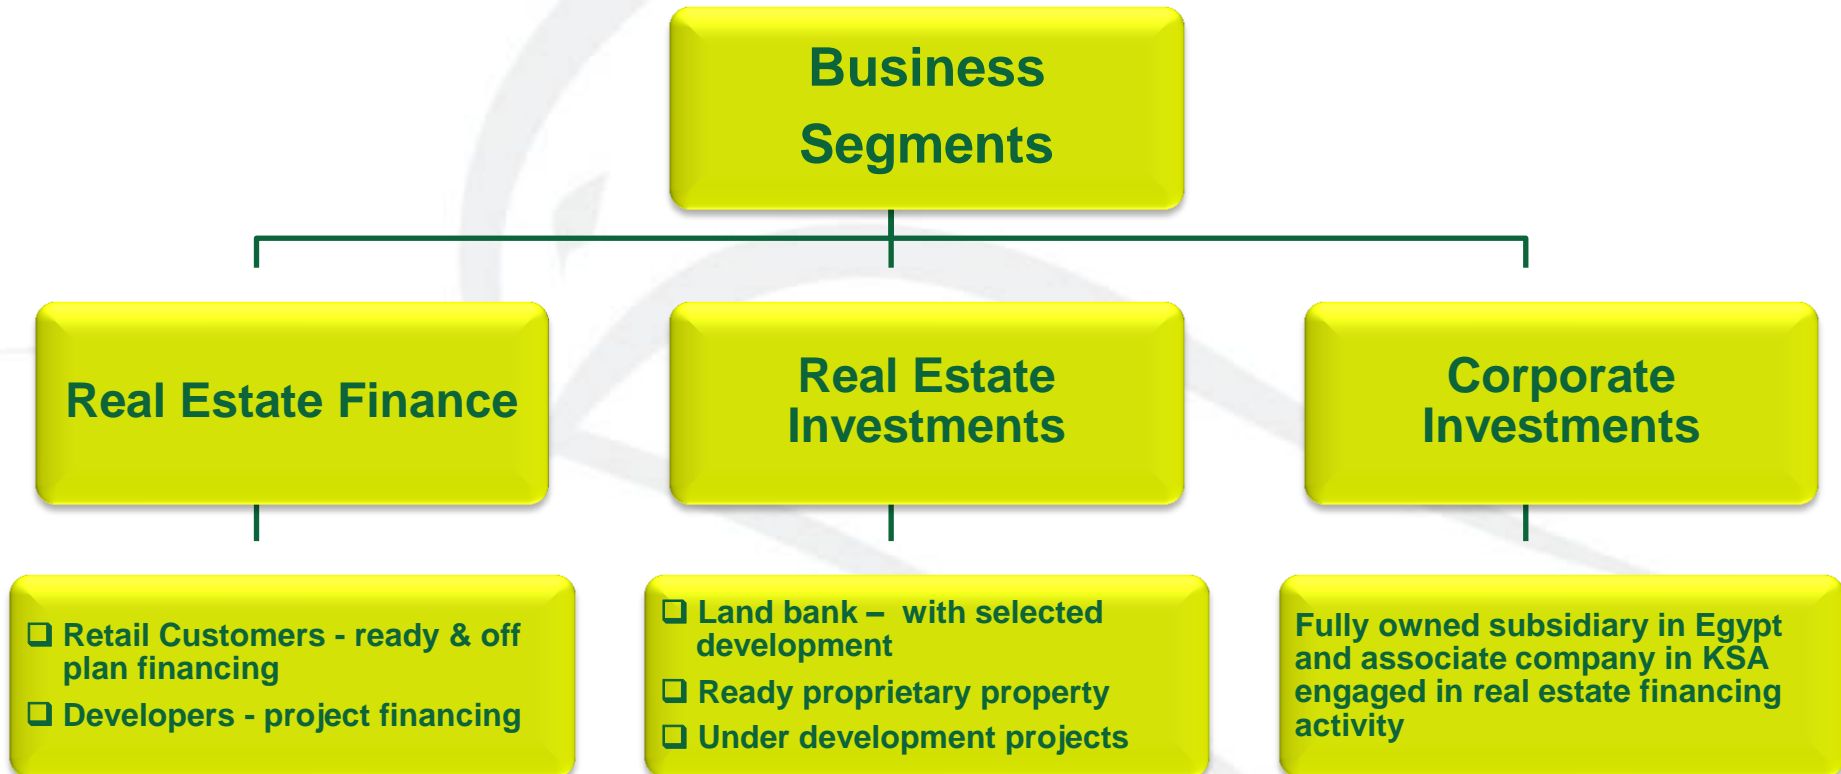 Business
Segments
Real Estate Finance
Real Estate
Investments
Corporate
Investments
❑ Retail Customers - ready & off
plan financing
❑ Developers - project financing
❑ Land bank –  with selected
development
❑ Ready proprietary property
❑ Under development projects
Fully owned subsidiary in Egypt
and associate company in KSA
engaged in real estate financing
activity